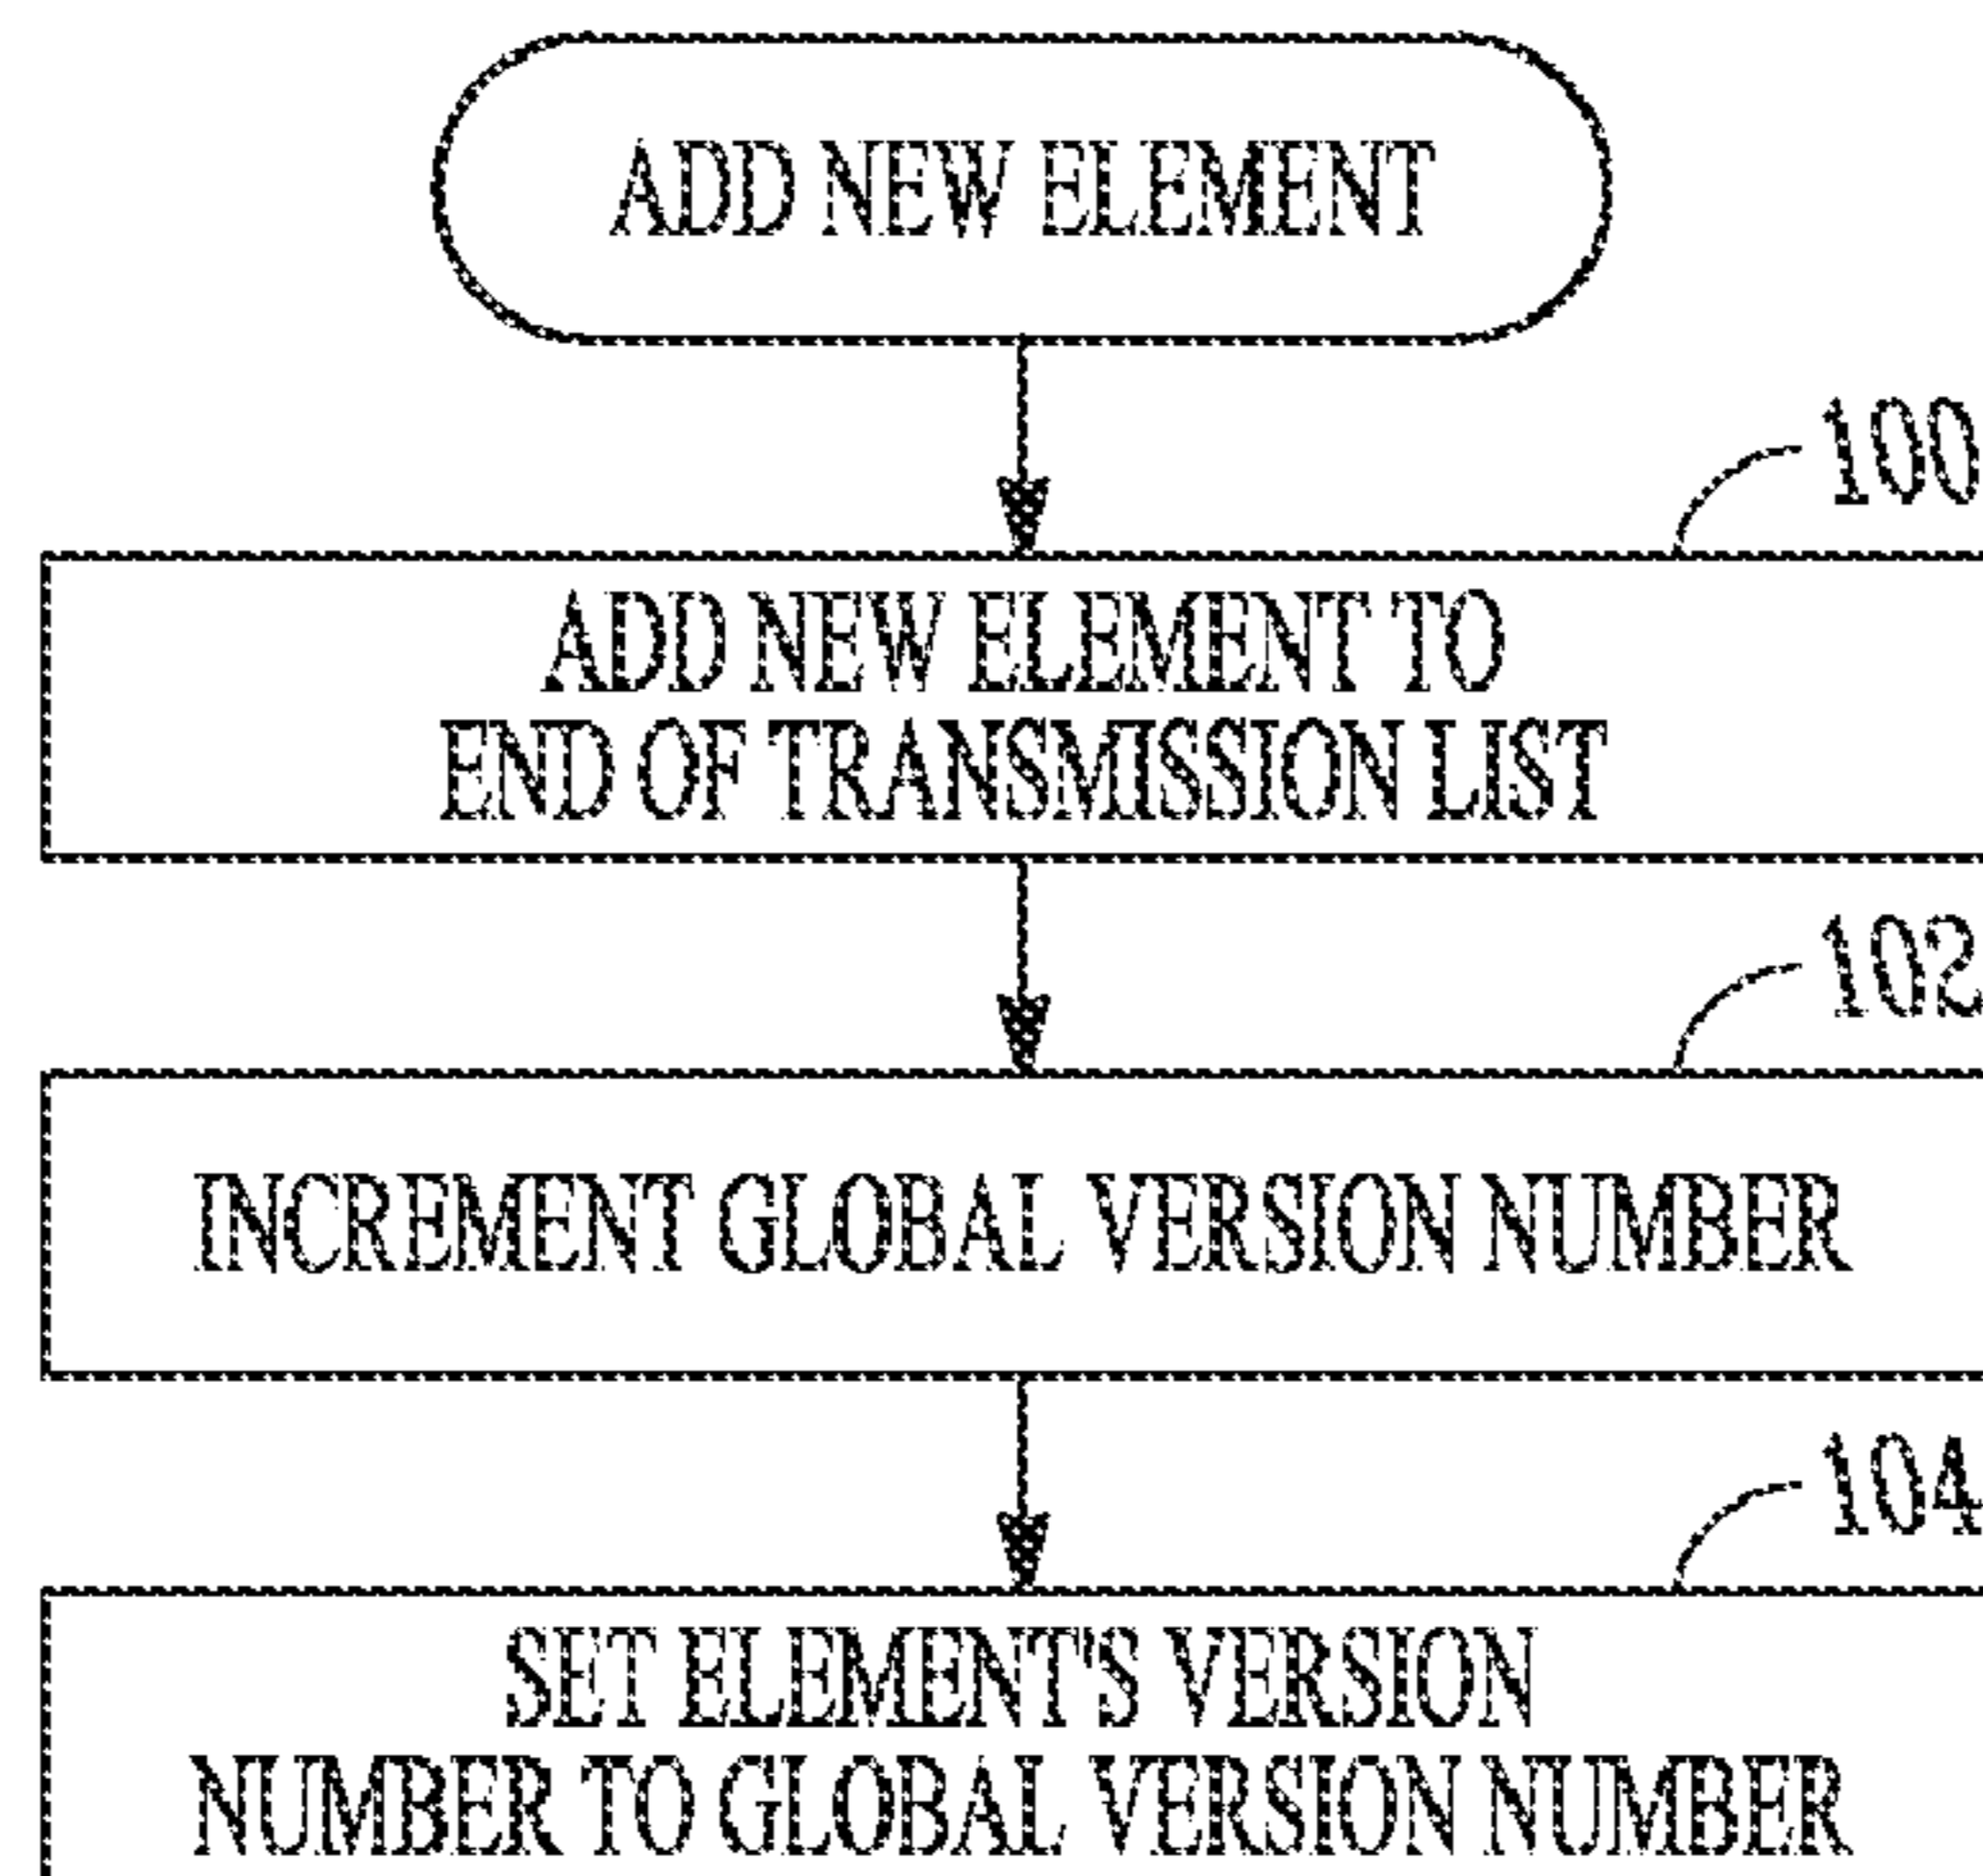 ADD NEW ELEMENT
100
ADD NEW ELEMENT TO
END OF TRANSMISSION LIST
102
INCREMENT GLOBAL VERSION NUMBER
104
SET ELEMENT'S VERSION
NUMBER TO GLOBAL VERSION NUMBER